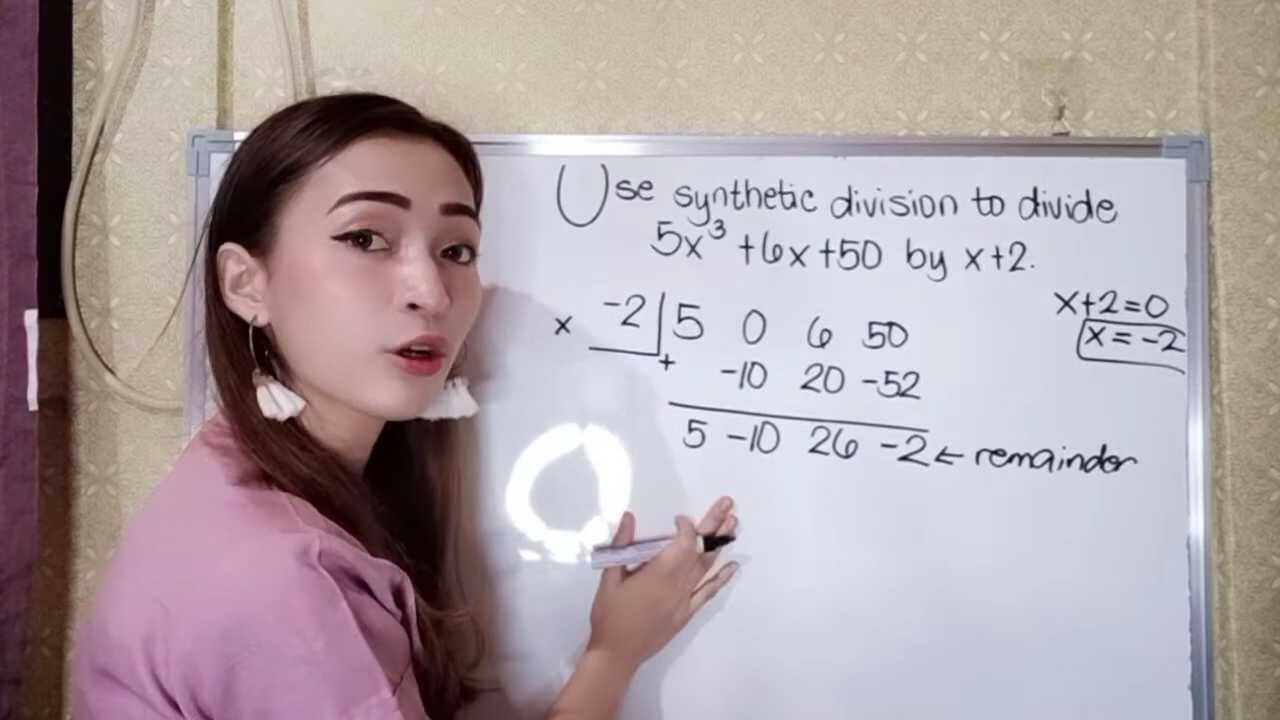 Use synthetic division to divide
5x³ +6x+50 by x+2.
x+2=0
x = -2
x -2 | 5 0 6 50
+ -10 20 -52
5 -10 26 -2 ← remainder